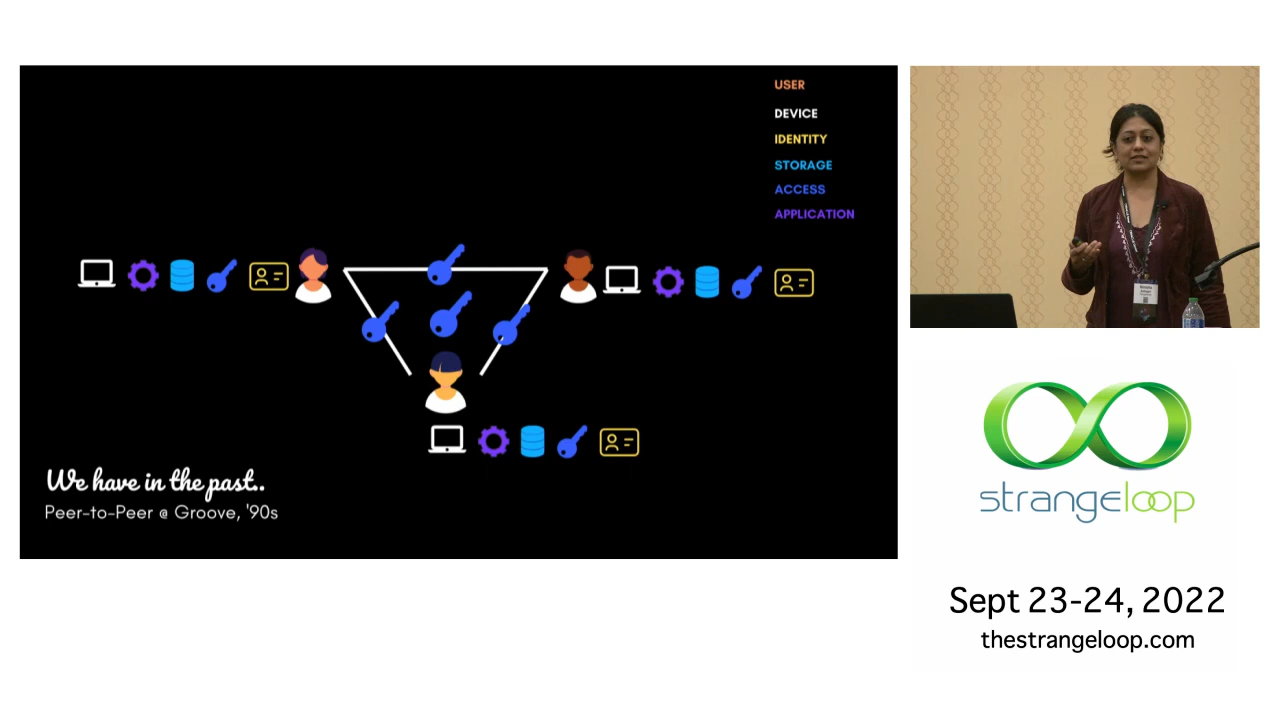 USER
DEVICE
IDENTITY
STORAGE
ACCESS
APPLICATION
We have in the past..
Peer-to-Peer @ Groove, '90s
strangeloop
Sept 23-24, 2022
thestrangeloop.com